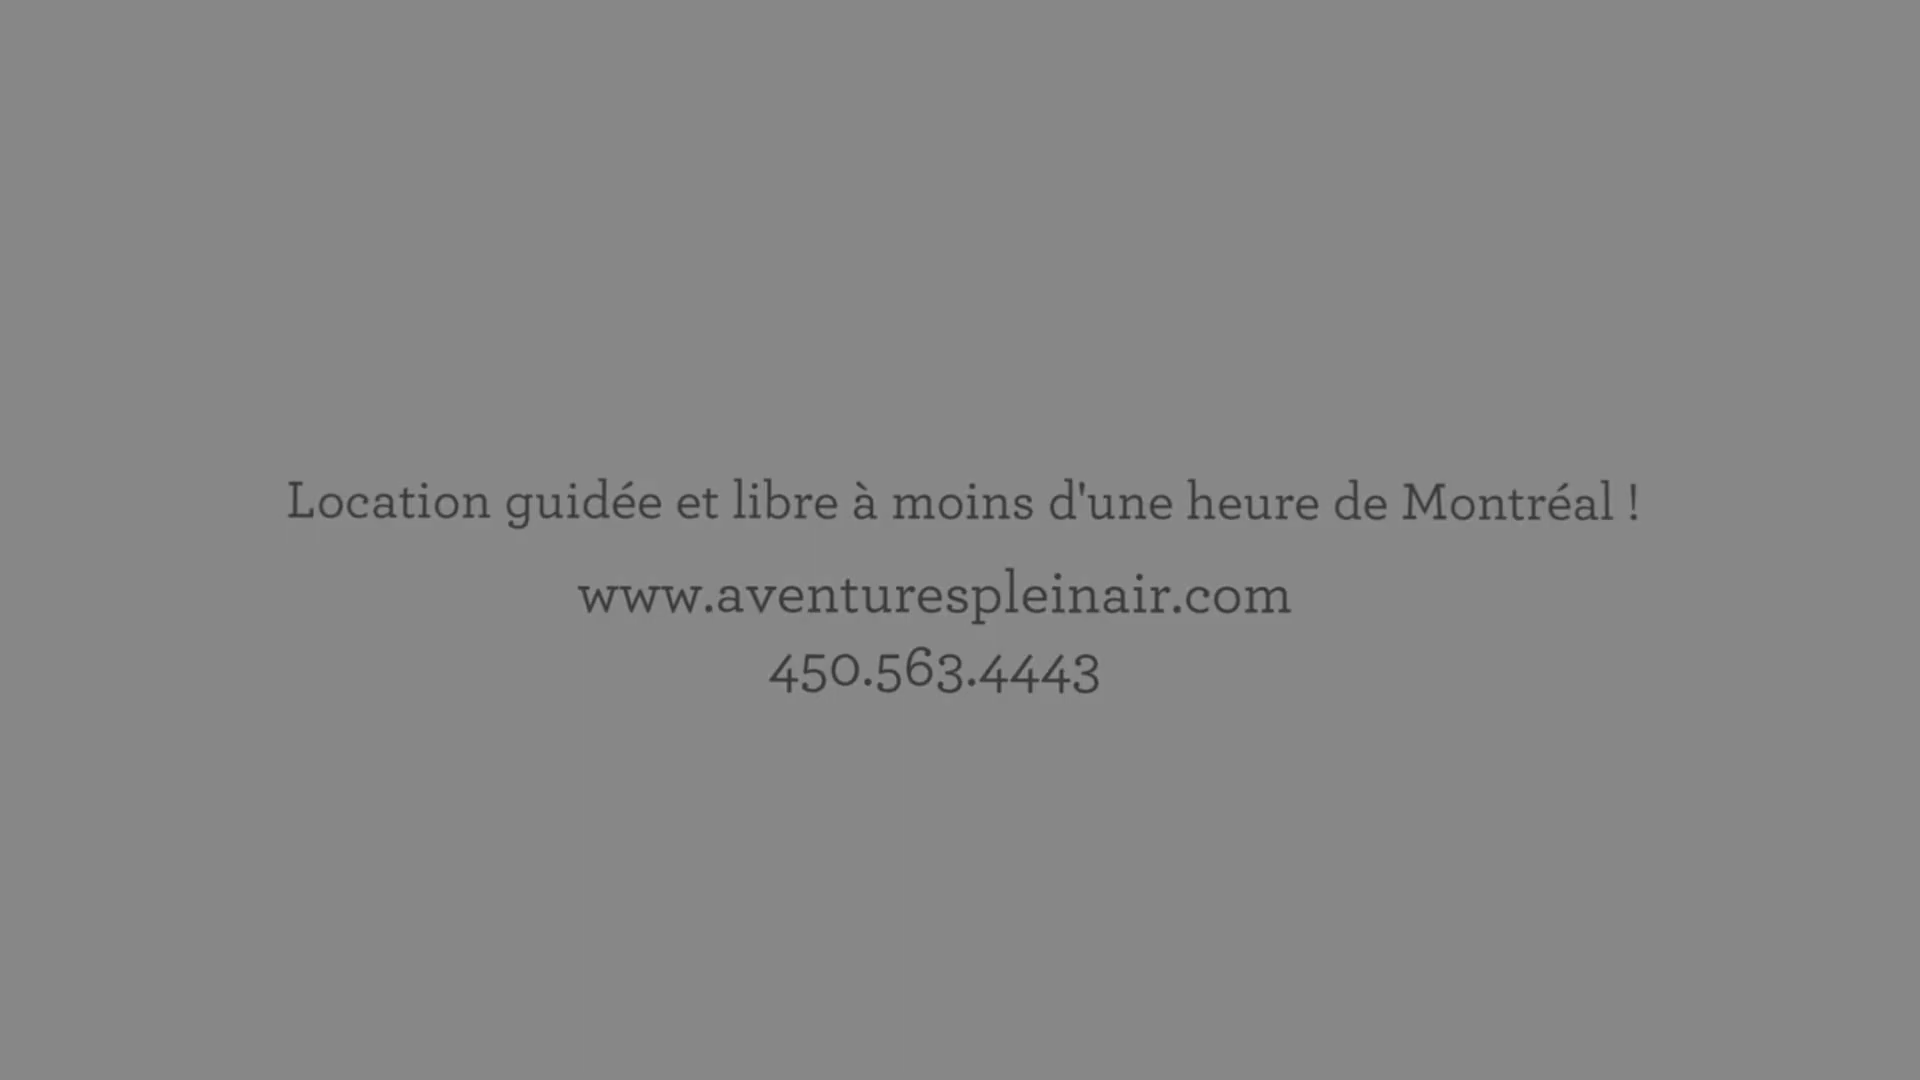 Location guidée et libre à moins d'une heure de Montréal !
www.aventurespleinair.com
450.563.4443